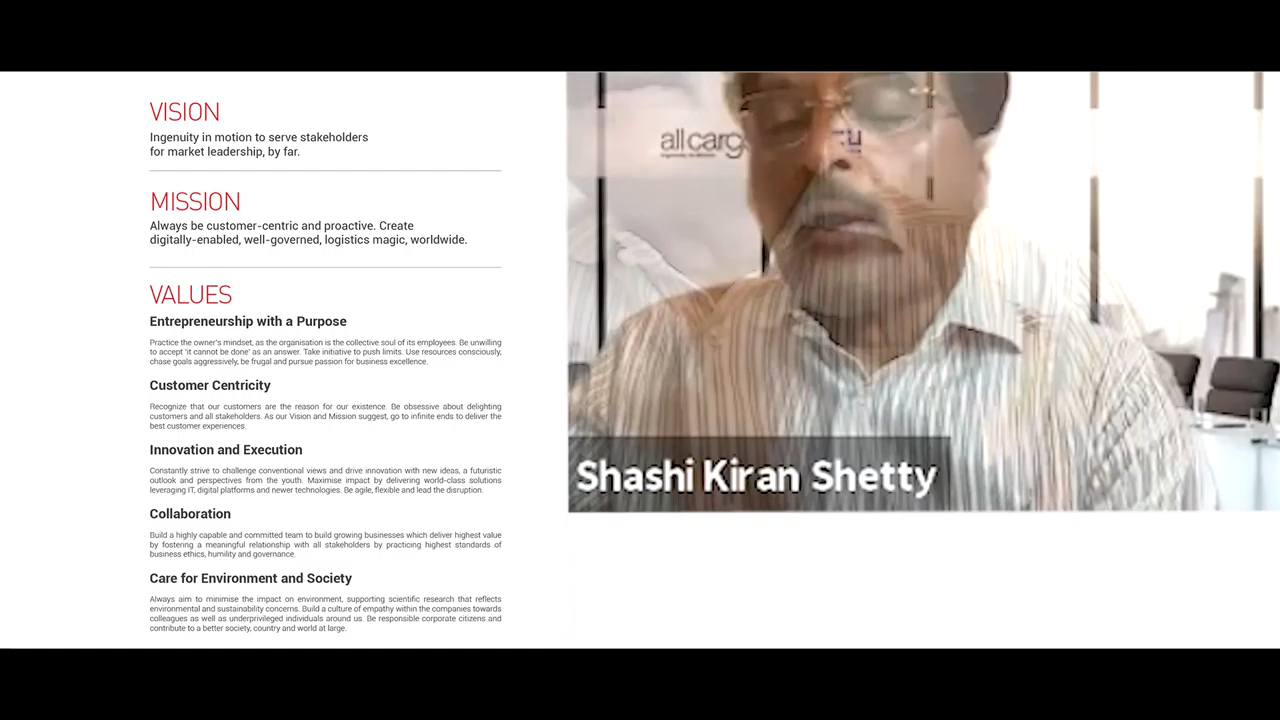 VISION
Ingenuity in motion to serve stakeholders
for market leadership, by far.
MISSION
Always be customer-centric and proactive. Create
digitally-enabled, well-governed, logistics magic, worldwide.
VALUES
Entrepreneurship with a Purpose
Practice the owner's mindset, as the organisation is the collective soul of its employees. Be unwilling
to accept 'it cannot be done' as an answer. Take initiative to push limits. Use resources consciously,
chase goals aggressively, be frugal and pursue passion for business excellence.
Customer Centricity
Recognize that our customers are the reason for our existence. Be obsessive about delighting
customers and all stakeholders. As our Vision and Mission suggest, go to infinite ends to deliver the
best customer experiences.
Innovation and Execution
Constantly strive to challenge conventional views and drive innovation with new ideas, a futuristic
outlook and perspectives from the youth. Maximise impact by delivering world-class solutions
leveraging IT, digital platforms and newer technologies. Be agile, flexible and lead the disruption.
Collaboration
Build a highly capable and committed team to build growing businesses which deliver highest value
by fostering a meaningful relationship with all stakeholders by practicing highest standards of
business ethics, humility and governance.
Care for Environment and Society
Always aim to minimise the impact on environment, supporting scientific research that reflects
environmental and sustainability concerns. Build a culture of empathy within the companies towards
colleagues as well as underprivileged individuals around us. Be responsible corporate citizens and
contribute to a better society, country and world at large.
allcarg
Shashi Kiran Shetty